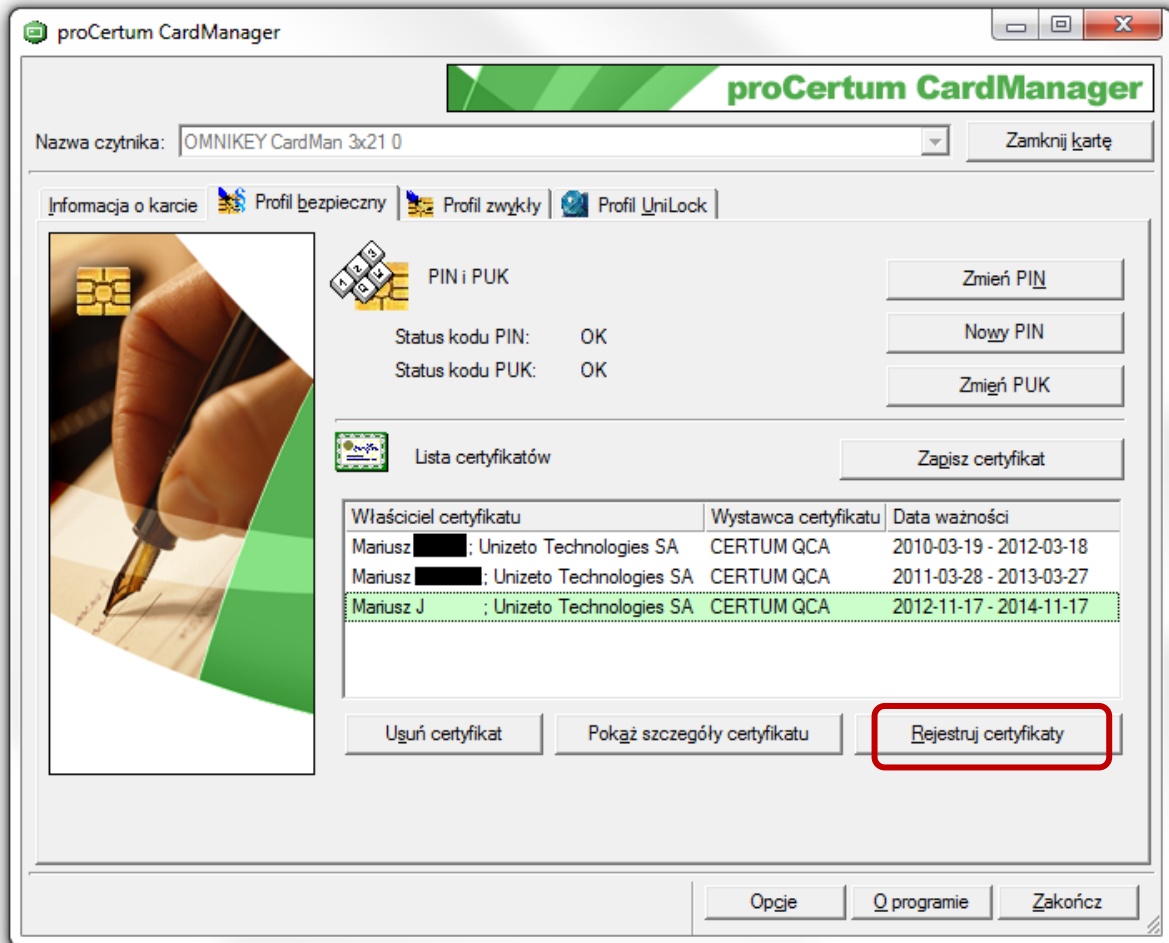 proCertum CardManager
proCertum CardManager
Nazwa czytnika: OMNIKEY CardMan 3x21 0 Zamknij kartę
Informacja o karcie Profil bezpieczny Profil zwykły Profil UniLock
PIN i PUK Zmień PIN
Status kodu PIN: OK Nowy PIN
Status kodu PUK: OK Zmień PUK
Lista certyfikatów Zapisz certyfikat
Właściciel certyfikatu Wystawca certyfikatu Data ważności
Mariusz ; Unizeto Technologies SA CERTUM QCA 2010-03-19 - 2012-03-18
Mariusz ; Unizeto Technologies SA CERTUM QCA 2011-03-28 - 2013-03-27
Mariusz J ; Unizeto Technologies SA CERTUM QCA 2012-11-17 - 2014-11-17
Usuń certyfikat Pokaż szczegóły certyfikatu Rejestruj certyfikaty
Opcje O programie Zakończ